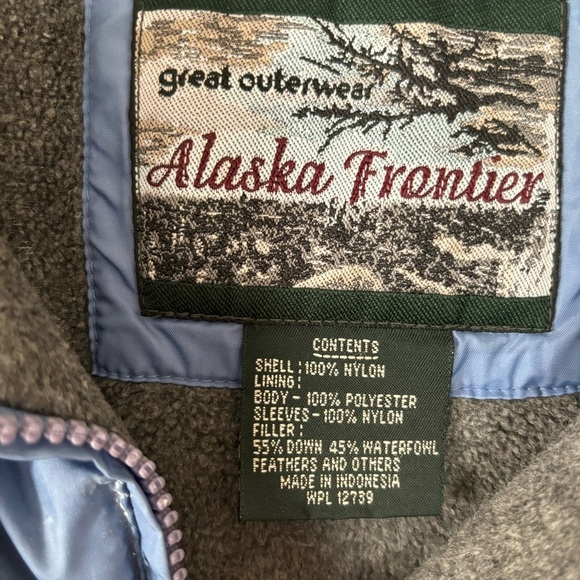 great outerwear
Alaska Frontier
CONTENTS
SHELL:100% NYLON
LINING:
BODY-100% POLYESTER
SLEEVES-100% NYLON
FILLER:
55% DOWN 45% WATERFOWL
FEATHERS AND OTHERS
MADE IN INDONESIA
WPL 12739